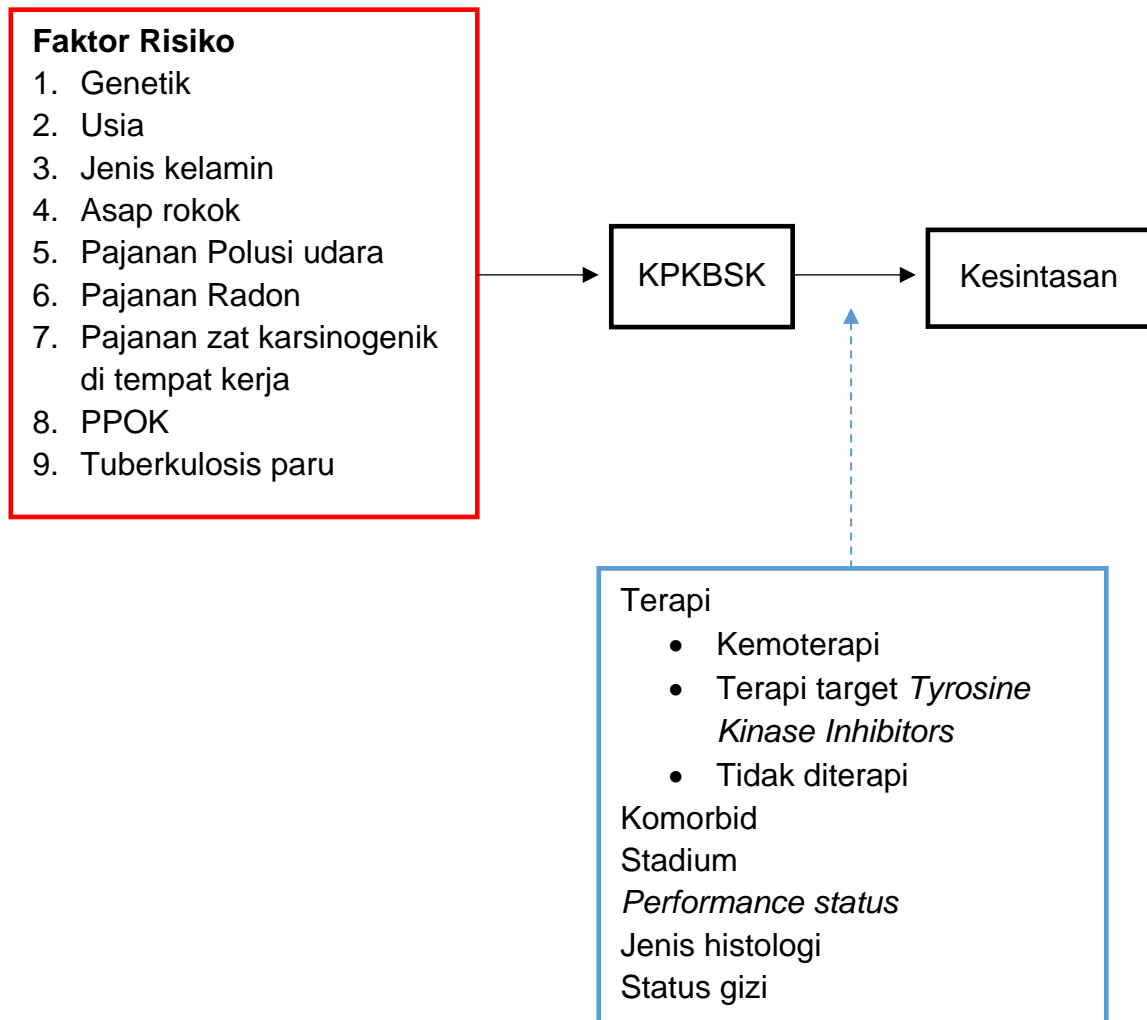 Faktor Risiko
1. Genetik
2. Usia
3. Jenis kelamin
4. Asap rokok
5. Pajanan Polusi udara
6. Pajanan Radon
7. Pajanan zat karsinogenik
di tempat kerja
8. PPOK
9. Tuberkulosis paru
KPKBSK
Kesintasan
Terapi
• Kemoterapi
• Terapi target Tyrosine
Kinase Inhibitors
• Tidak diterapi
Komorbid
Stadium
Performance status
Jenis histologi
Status gizi